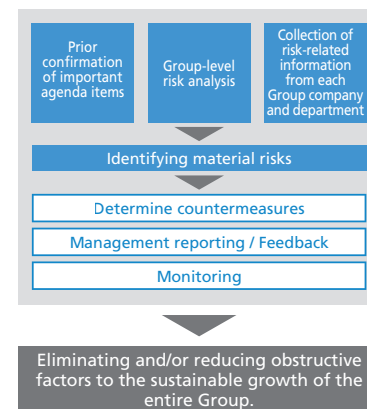 Prior
confirmation
of important
agenda items
Group-level
risk analysis
Collection of
risk-related
information
from each
Group company
and department
Identifying material risks
Determine countermeasures
Management reporting / Feedback
Monitoring
Eliminating and/or reducing obstructive
factors to the sustainable growth of the
entire Group.